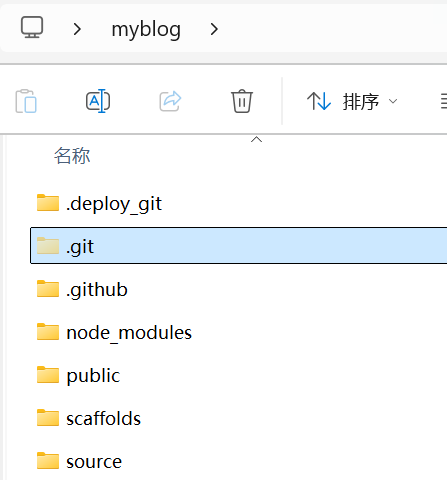 myblog
排序
名称
.deploy_git
.git
.github
node_modules
public
scaffolds
source